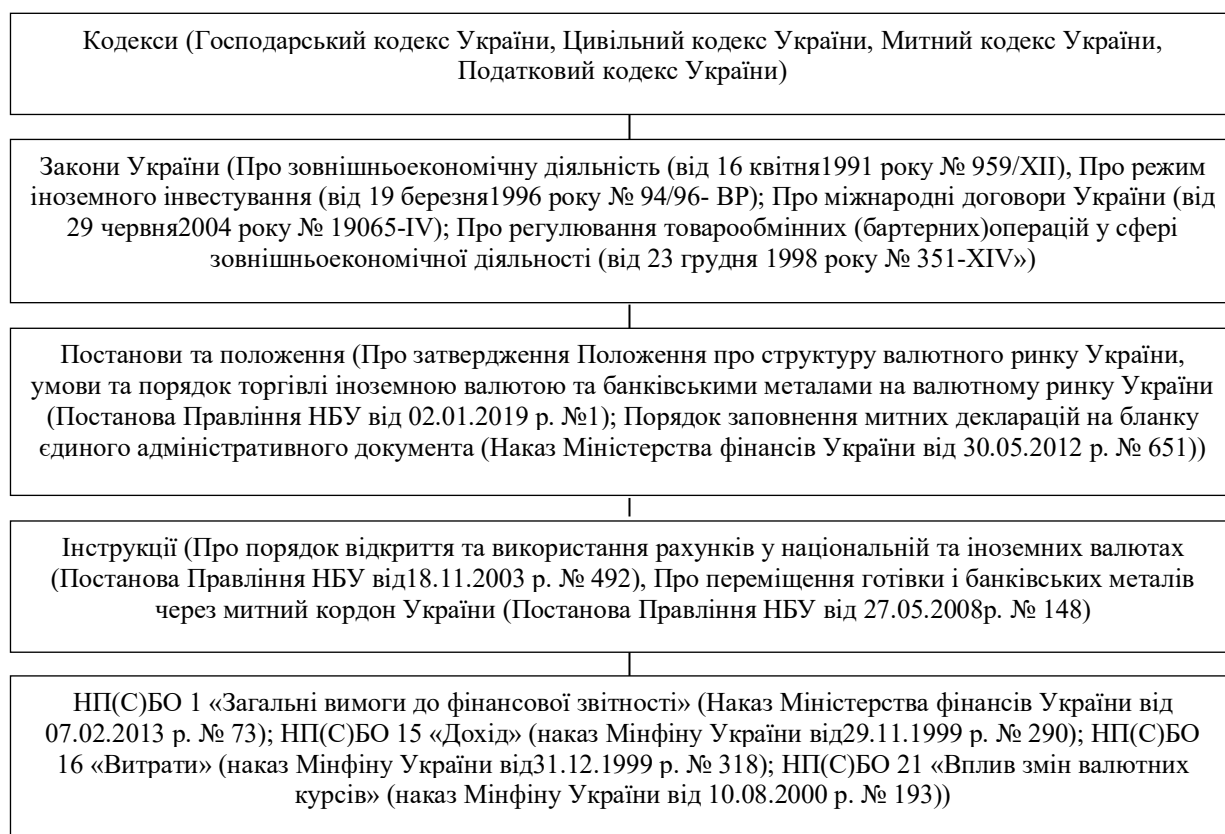 Кодекси (Господарський кодекс України, Цивільний кодекс України, Митний кодекс України,
Податковий кодекс України)
Закони України (Про зовнішньоекономічну діяльність (від 16 квітня1991 року № 959/XII), Про режим
іноземного інвестування (від 19 березня1996 року № 94/96- ВР); Про міжнародні договори України (від
29 червня2004 року № 19065-IV); Про регулювання товарообмінних (бартерних)операцій у сфері
зовнішньоекономічної діяльності (від 23 грудня 1998 року № 351-XIV»)
Постанови та положення (Про затвердження Положення про структуру валютного ринку України,
умови та порядок торгівлі іноземною валютою та банківськими металами на валютному ринку України
(Постанова Правління НБУ від 02.01.2019 р. №1); Порядок заповнення митних декларацій на бланку
єдиного адміністративного документа (Наказ Міністерства фінансів України від 30.05.2012 р. № 651))
Інструкції (Про порядок відкриття та використання рахунків у національній та іноземних валютах
(Постанова Правління НБУ від18.11.2003 р. № 492), Про переміщення готівки і банківських металів
через митний кордон України (Постанова Правління НБУ від 27.05.2008р. № 148)
НП(С)БО 1 «Загальні вимоги до фінансової звітності» (Наказ Міністерства фінансів України від
07.02.2013 р. № 73); НП(С)БО 15 «Дохід» (наказ Мінфіну України від29.11.1999 р. № 290); НП(С)БО
16 «Витрати» (наказ Мінфіну України від31.12.1999 р. № 318); НП(С)БО 21 «Вплив змін валютних
курсів» (наказ Мінфіну України від 10.08.2000 р. № 193))